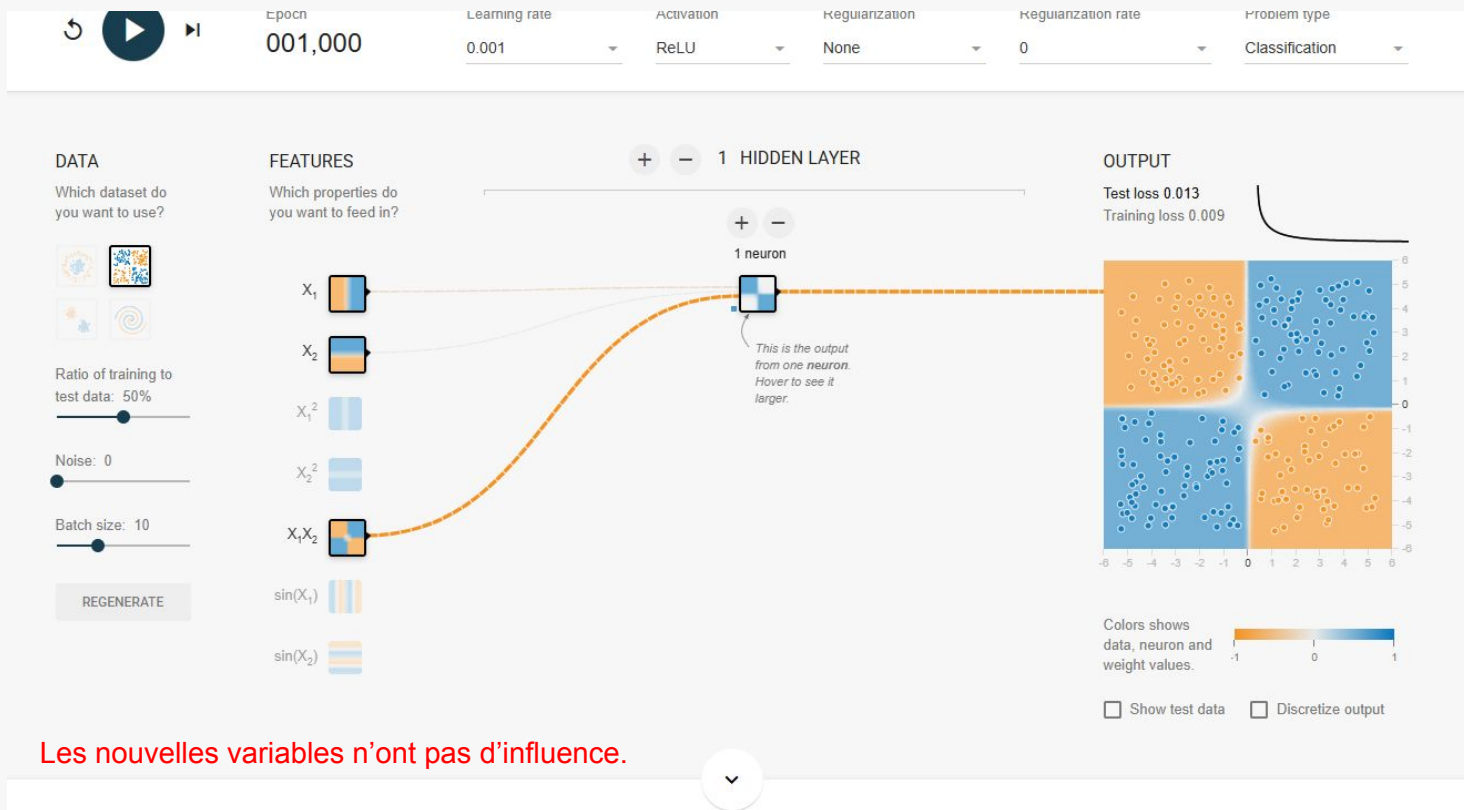 Epoch
Learning rate
Activation
Regularization
Regularization rate
Problem type
001,000
0.001
ReLU
None
0
Classification
DATA
Which dataset do
you want to use?
Ratio of training to
test data: 50%
Noise: 0
Batch size: 10
REGENERATE
FEATURES
Which properties do
you want to feed in?
X₁
X₂
X₁²
X₂²
X₁X₂
sin(X₁)
sin(X₂)
+ − 1 HIDDEN LAYER
+ −
1 neuron
This is the output
from one neuron.
Hover to see it
larger.
OUTPUT
Test loss 0.013
Training loss 0.009
6
5
4
3
2
1
0
-1
-2
-3
-4
-5
-6
-6 -5 -4 -3 -2 -1 0 1 2 3 4 5 6
Colors shows
data, neuron and
weight values.
-1 0 1
Show test data
Discretize output
Les nouvelles variables n’ont pas d’influence.